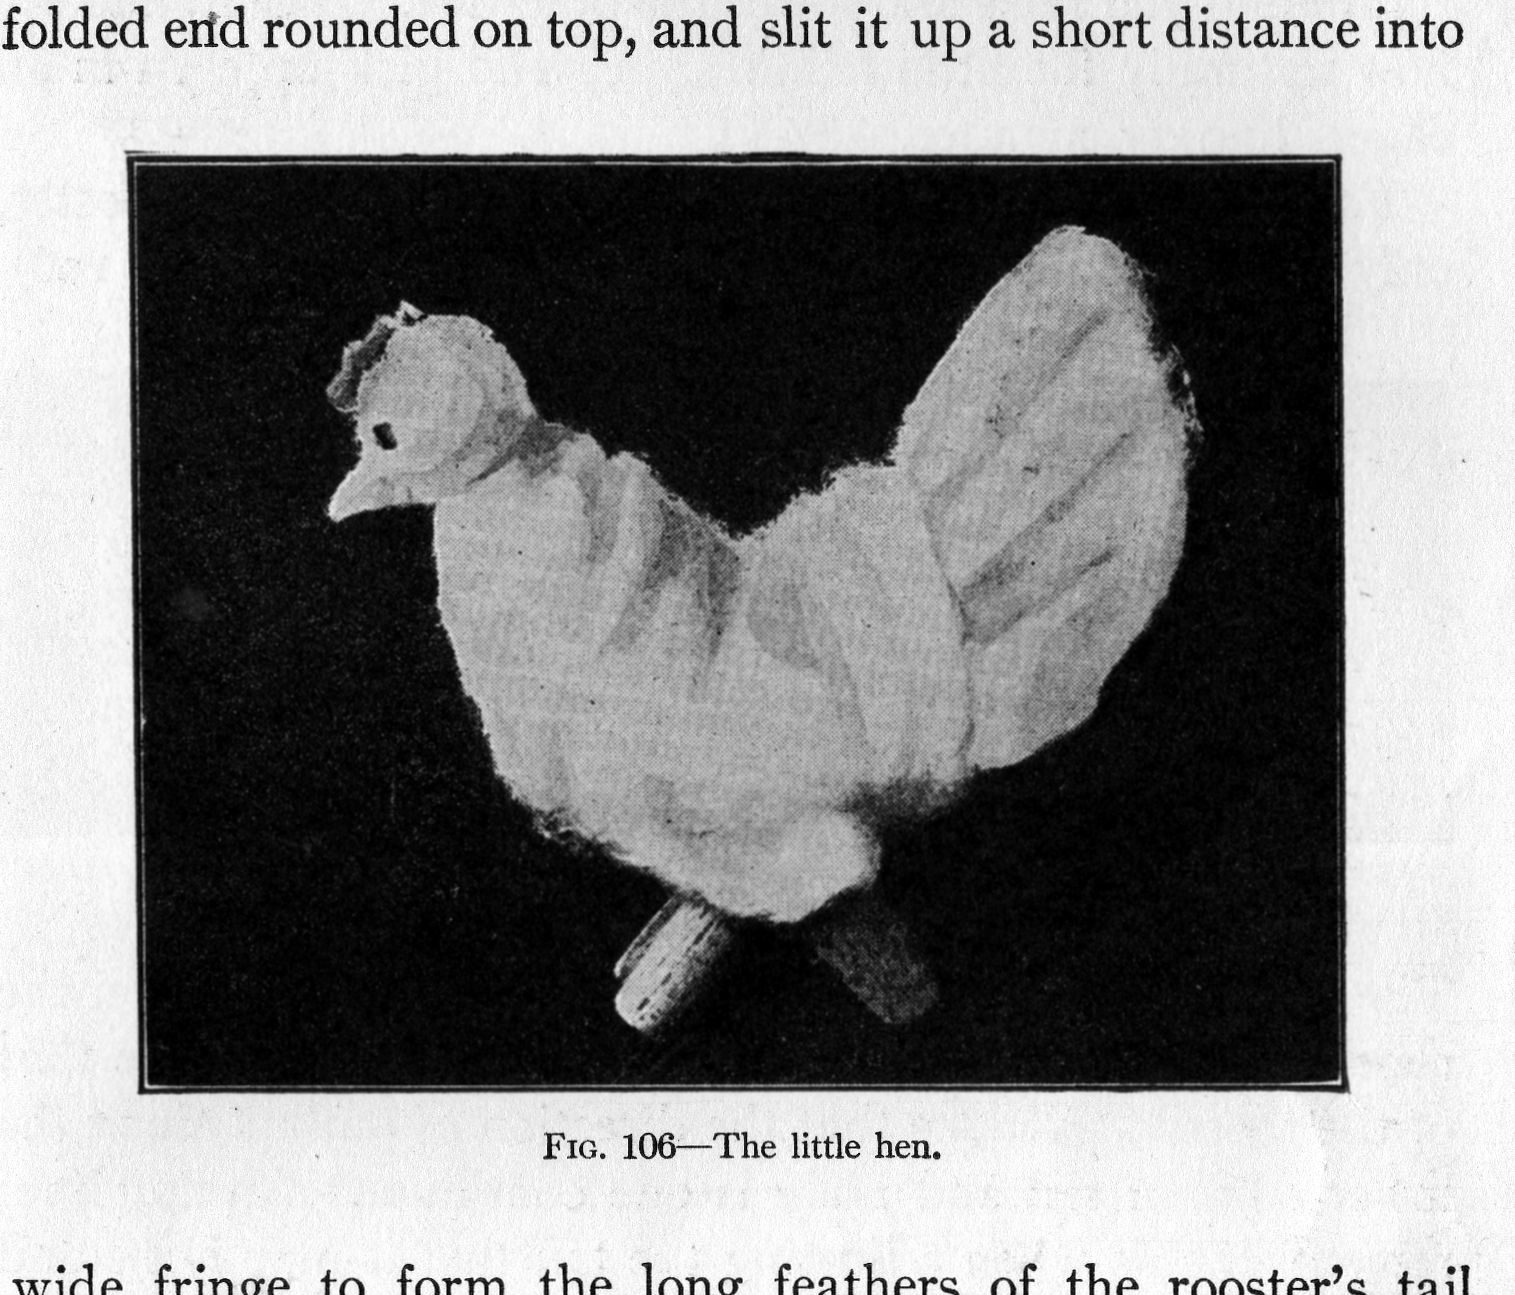 folded end rounded on top, and slit it up a short distance into
FIG. 106—The little hen.
wide fringe to form the long feathers of the rooster's tail